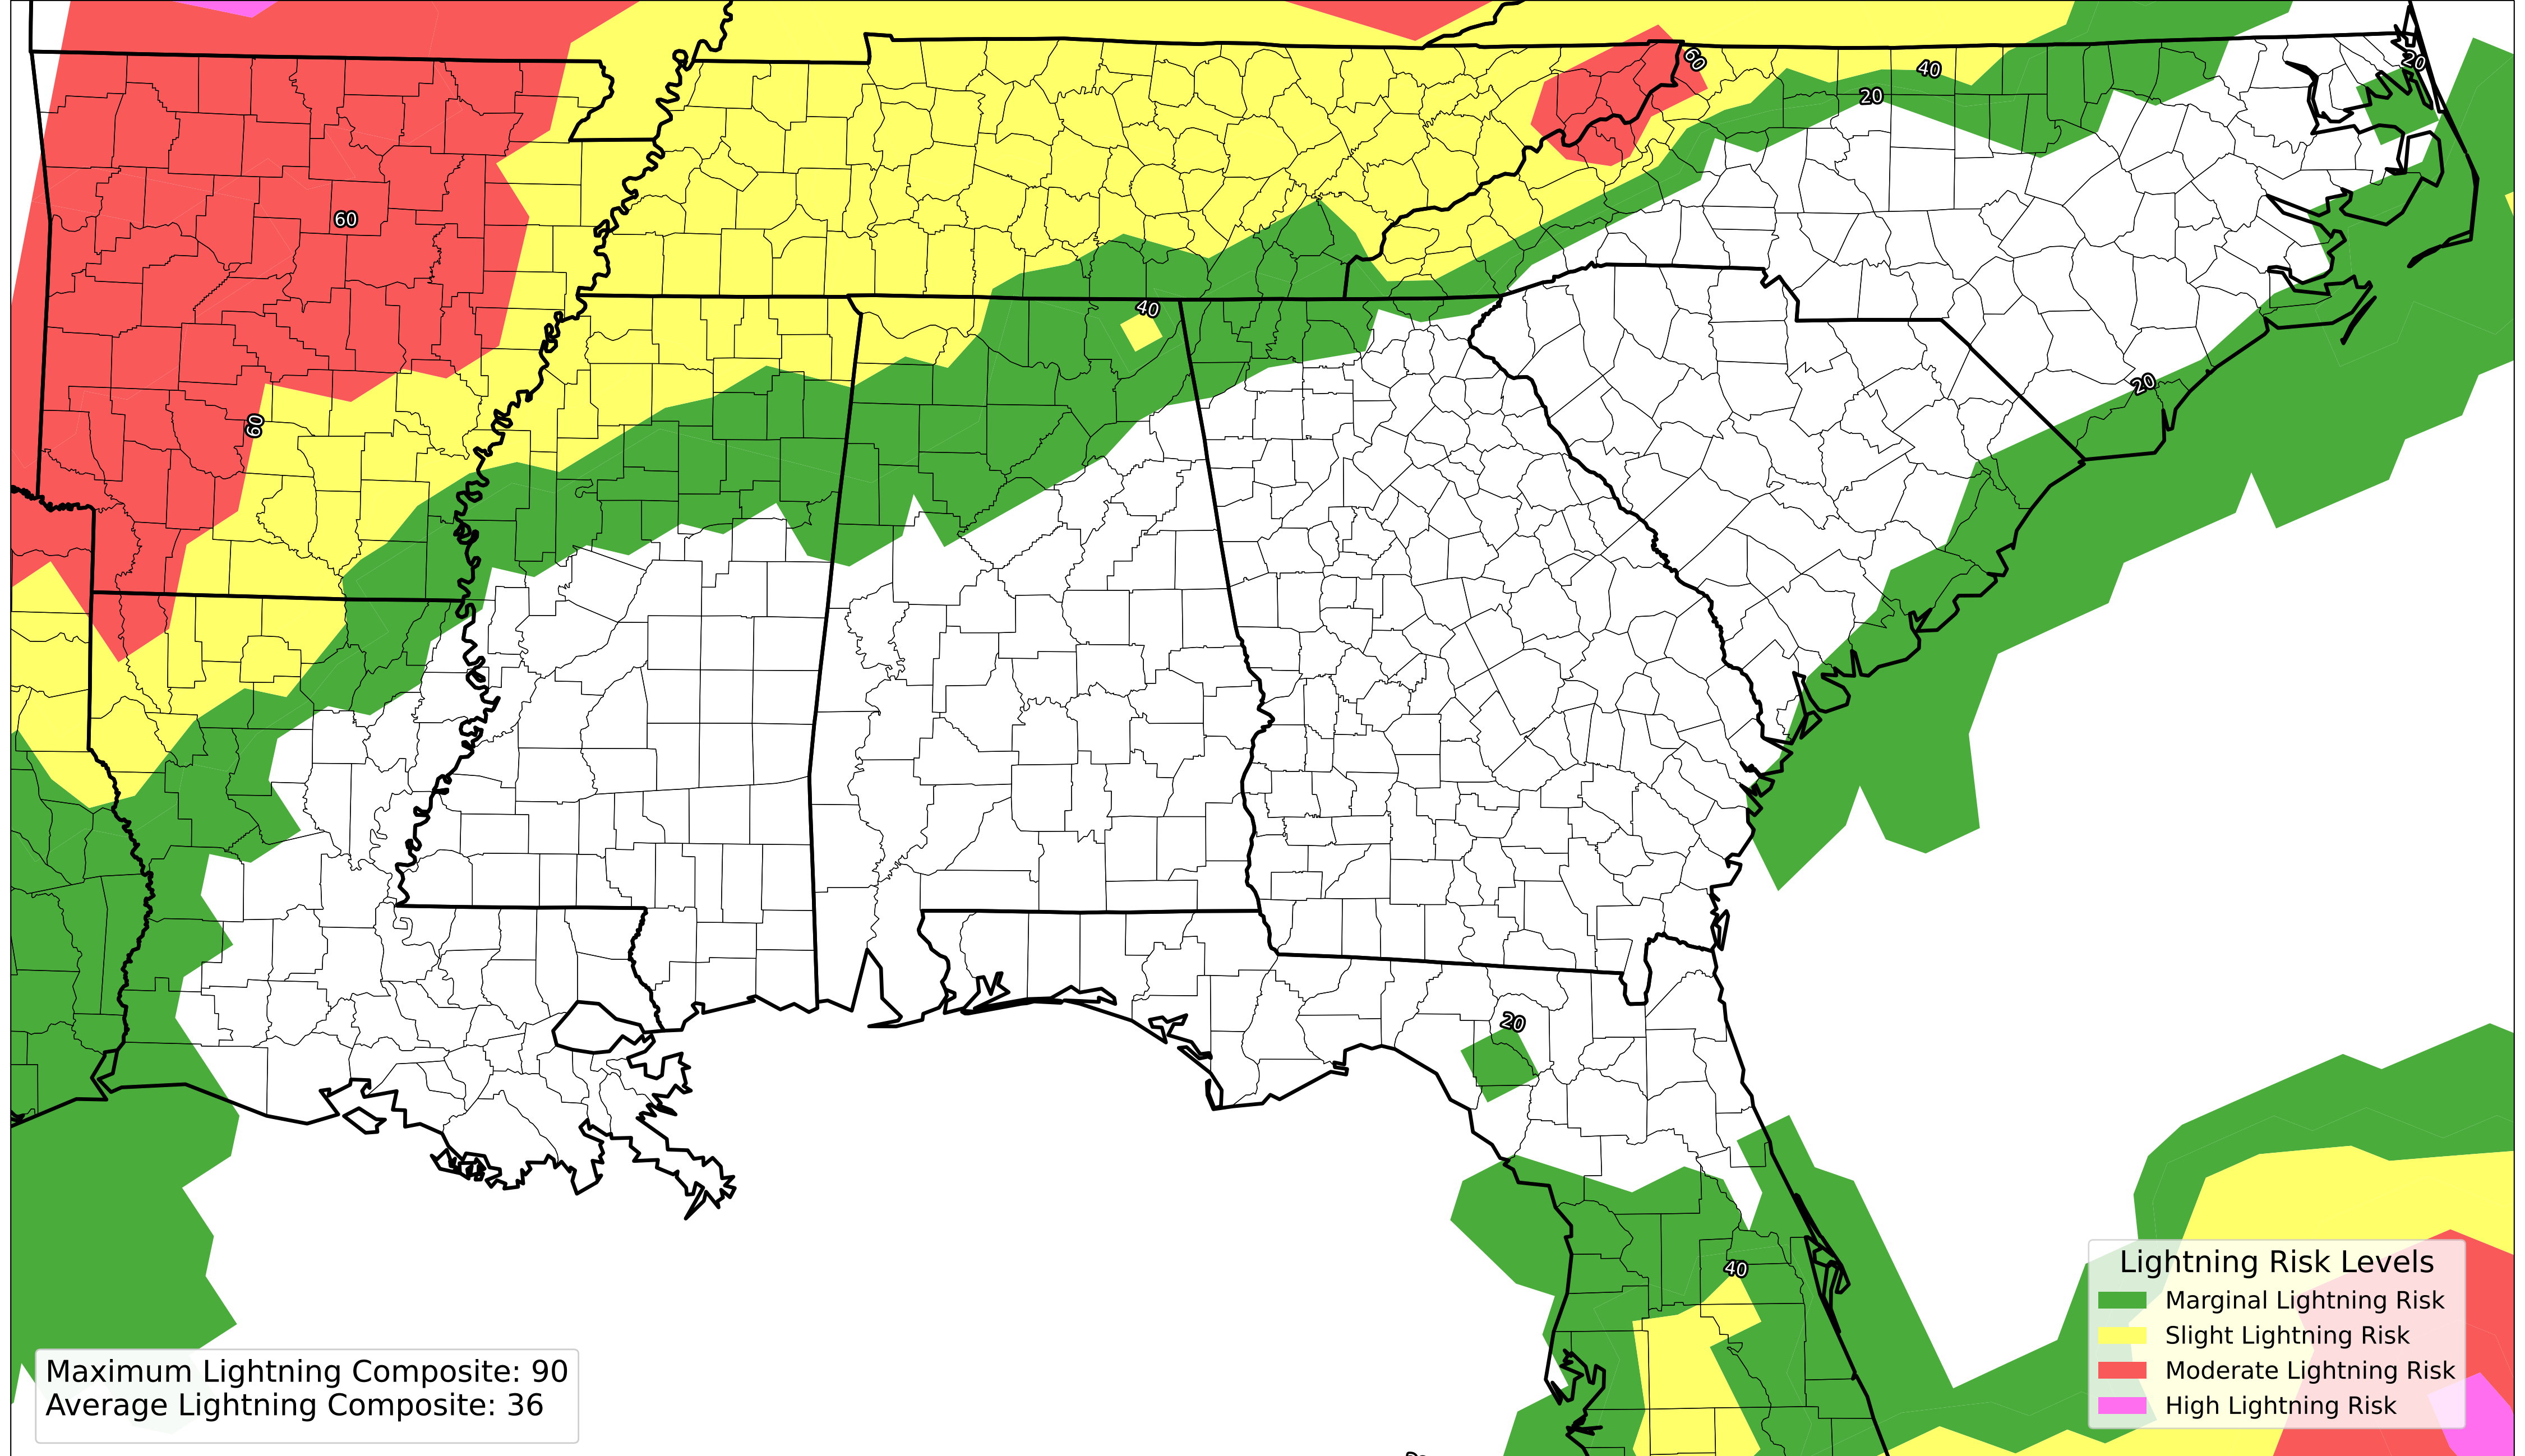 60
20
40
20
60
40
20
60
20
40
Lightning Risk Levels
Marginal Lightning Risk
Slight Lightning Risk
Moderate Lightning Risk
High Lightning Risk
Maximum Lightning Composite: 90
Average Lightning Composite: 36